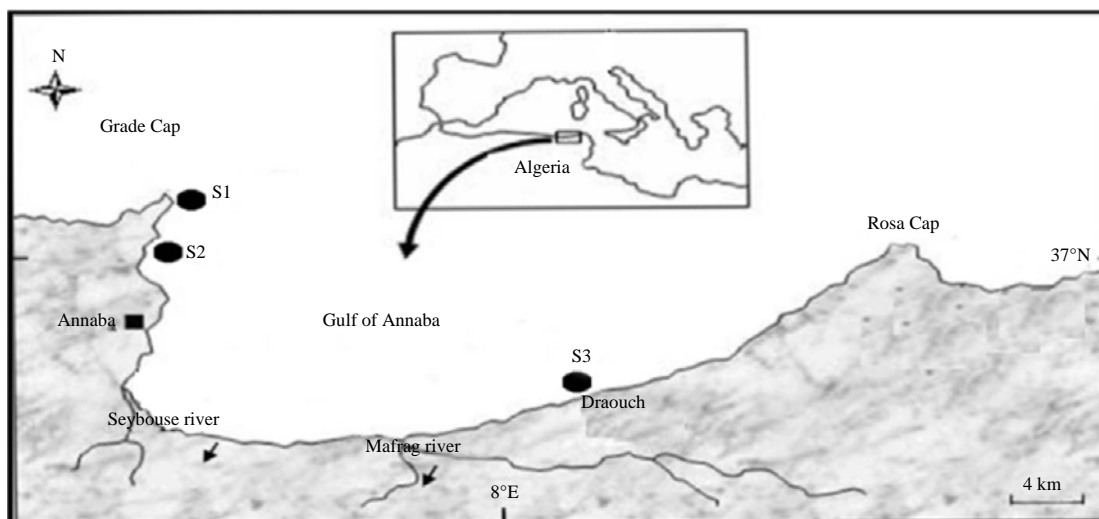 N
Grade Cap
Algeria
S1
Rosa Cap
S2
37°N
Annaba
Gulf of Annaba
S3
Draouch
Seybouse river
Mafrag river
8°E
4 km